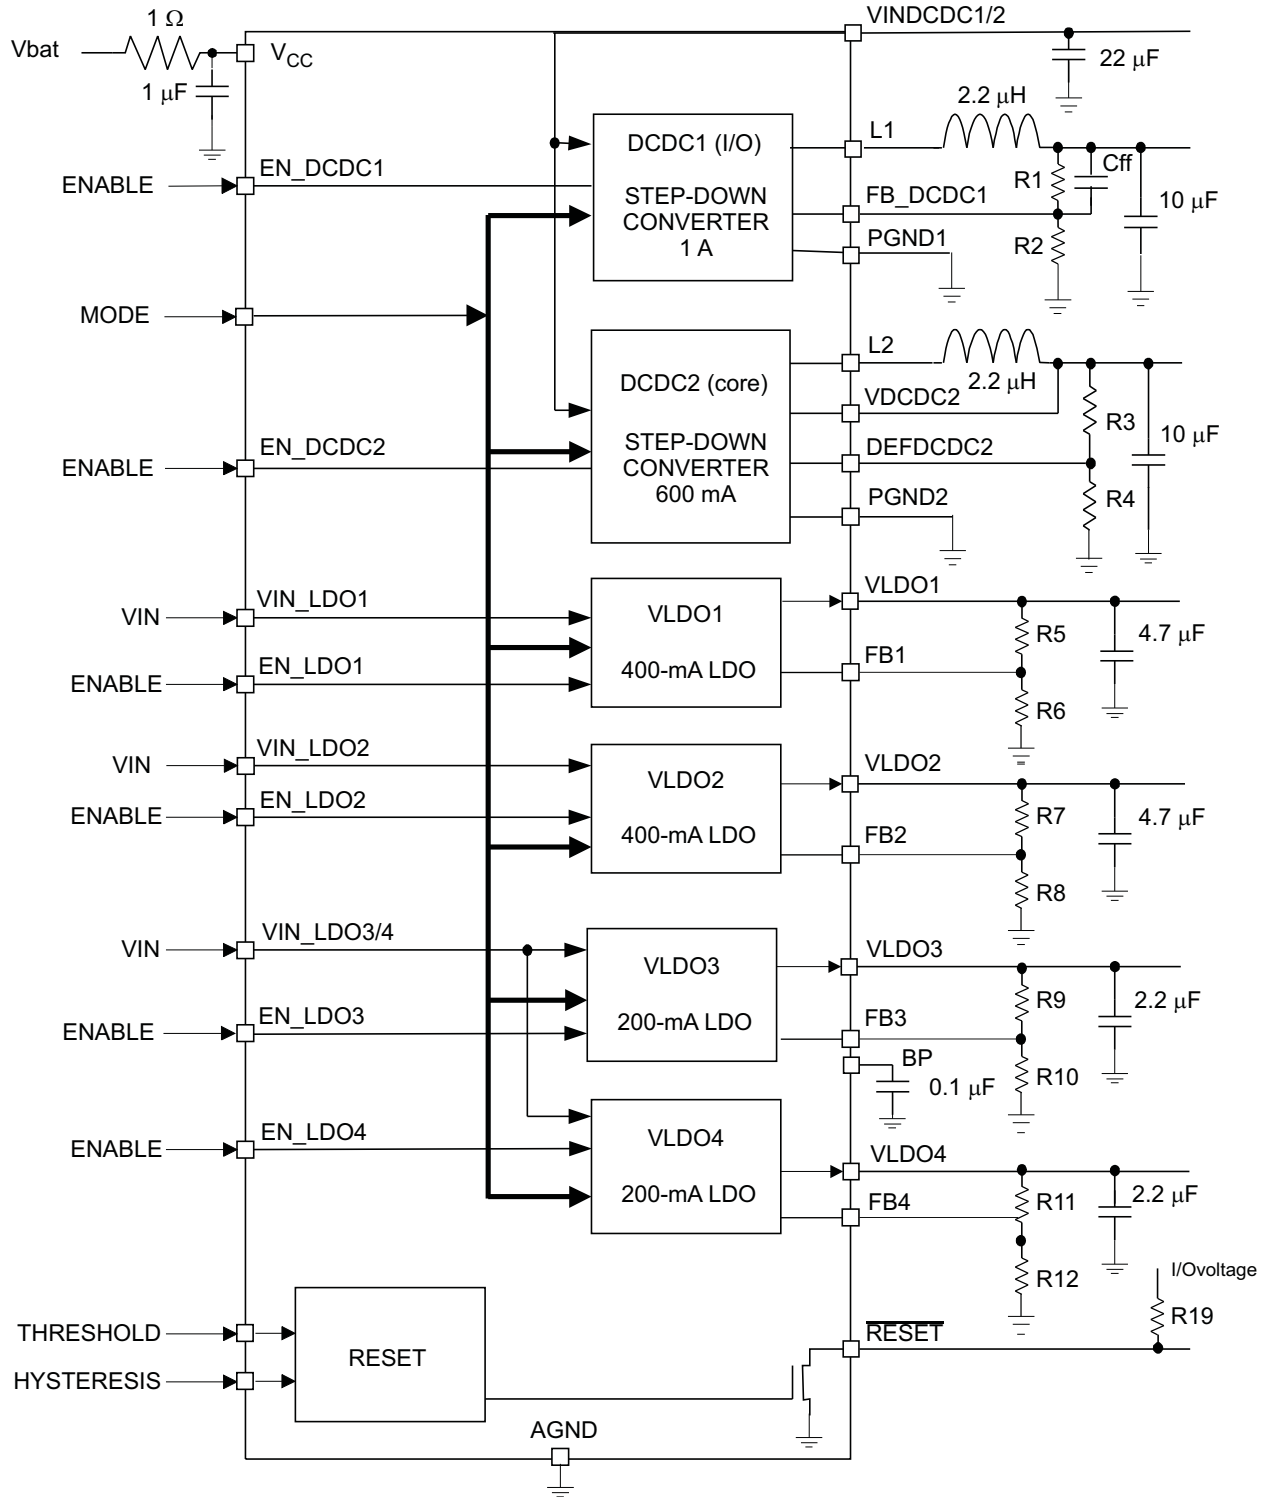 1 Ω
VINDCDC1/2
Vbat
VCC
22 μF
1 μF
2.2 μH
L1
DCDC1 (I/O)
Cff
EN_DCDC1
ENABLE
R1
STEP-DOWN
CONVERTER
1 A
FB_DCDC1
10 μF
PGND1
R2
MODE
L2
2.2 μH
DCDC2 (core)
VDCDC2
R3
10 μF
EN_DCDC2
ENABLE
STEP-DOWN
CONVERTER
600 mA
DEFDCDC2
PGND2
R4
VLDO1
VIN_LDO1
VIN
VLDO1
R5
4.7 μF
EN_LDO1
ENABLE
400-mA LDO
FB1
R6
VIN_LDO2
VIN
VLDO2
VLDO2
EN_LDO2
ENABLE
400-mA LDO
R7
4.7 μF
FB2
R8
VIN_LDO3/4
VIN
VLDO3
VLDO3
R9
2.2 μF
EN_LDO3
ENABLE
200-mA LDO
FB3
BP
0.1 μF
R10
EN_LDO4
ENABLE
VLDO4
VLDO4
200-mA LDO
FB4
R11
2.2 μF
R12
I/Ovoltage
R19
THRESHOLD
RESET
RESET
HYSTERESIS
AGND